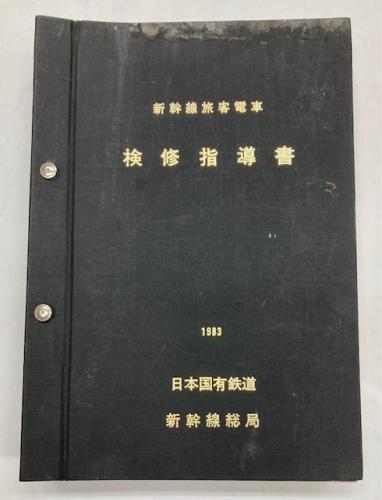 新幹線旅客電車
検修指導書
1983
日本国有鉄道
新幹線総局